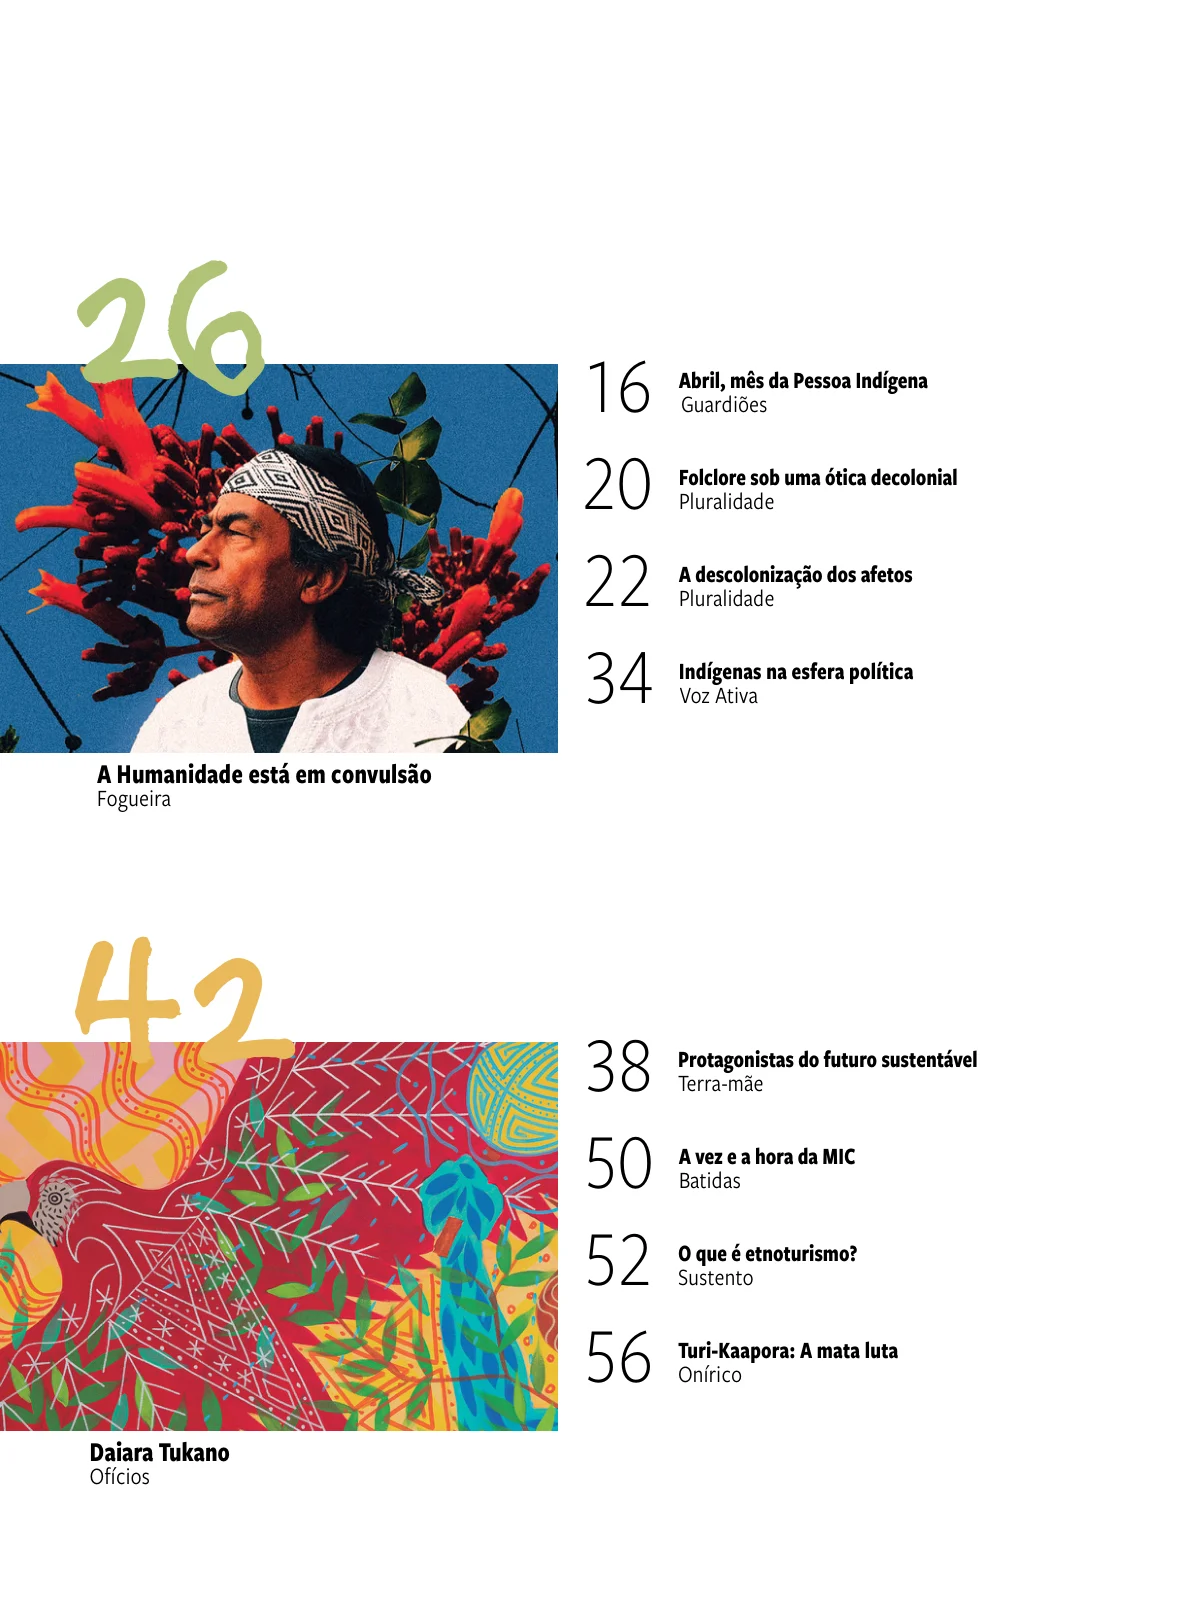 26
A Humanidade está em convulsão
Fogueira
16
Abril, mês da Pessoa Indígena
Guardiões
20
Folclore sob uma ótica decolonial
Pluralidade
22
A descolonização dos afetos
Pluralidade
34
Indígenas na esfera política
Voz Ativa
42
Daiara Tukano
Ofícios
38
Protagonistas do futuro sustentável
Terra-mãe
50
A vez e a hora da MIC
Batidas
52
O que é etnoturismo?
Sustento
56
Turi-Kaapora: A mata luta
Onírico